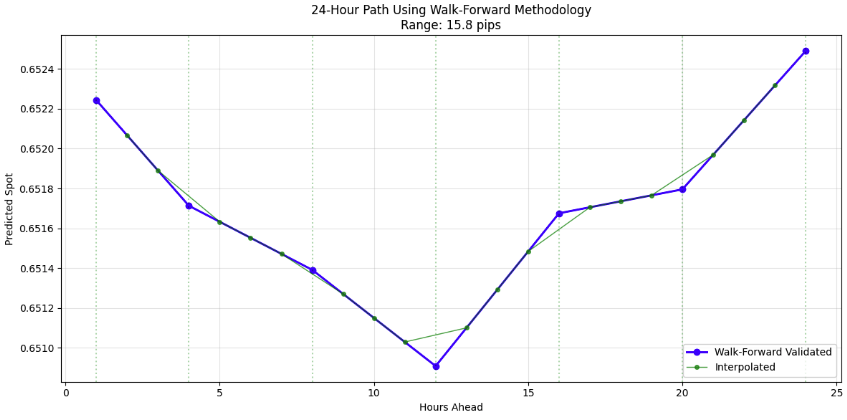 24-Hour Path Using Walk-Forward Methodology
Range: 15.8 pips
Predicted Spot
0.6524
0.6522
0.6520
0.6518
0.6516
0.6514
0.6512
0.6510
Walk-Forward Validated
Interpolated
0 5 10 15 20 25
Hours Ahead